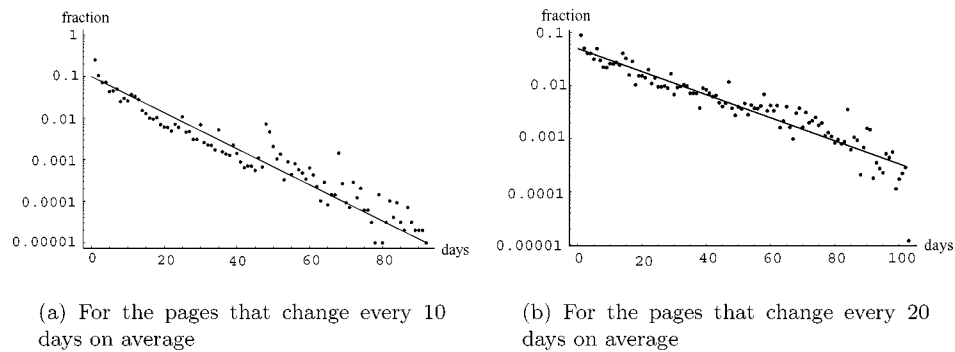 fraction
1
0.1
0.01
0.001
0.0001
0.00001
0 20 40 60 80
days
(a) For the pages that change every 10
days on average
fraction
0.1
0.01
0.001
0.0001
0.00001
0 20 40 60 80 100
days
(b) For the pages that change every 20
days on average